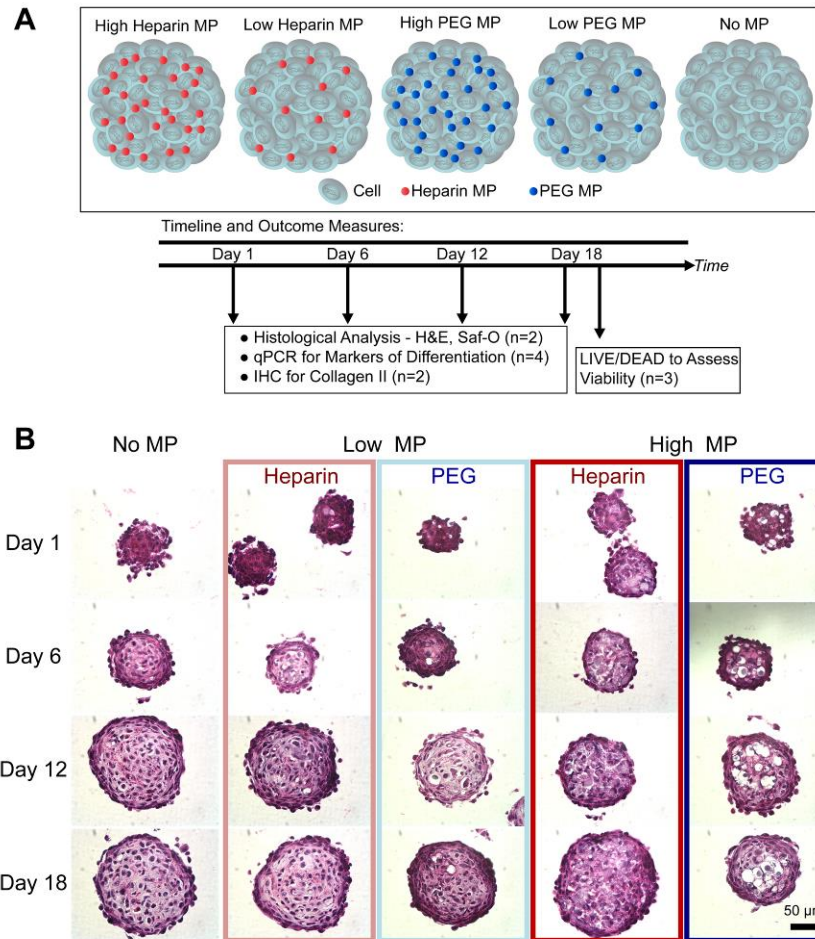 A
High Heparin MP Low Heparin MP High PEG MP Low PEG MP No MP
Cell Heparin MP PEG MP
Timeline and Outcome Measures:
Day 1 Day 6 Day 12 Day 18
Time
● Histological Analysis - H&E, Saf-O (n=2)
● qPCR for Markers of Differentiation (n=4)
● IHC for Collagen II (n=2)
LIVE/DEAD to Assess
Viability (n=3)
B
No MP Low MP High MP
Heparin PEG Heparin PEG
Day 1
Day 6
Day 12
Day 18
50 µm